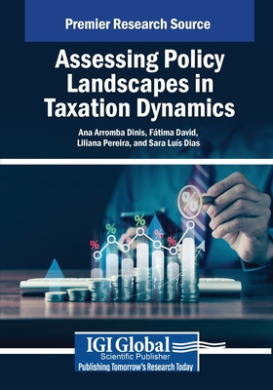 Premier Research Source
Assessing Policy
Landscapes in
Taxation Dynamics
Ana Arromba Dinis, Fátima David,
Liliana Pereira, and Sara Luís Dias
IGI Global
Scientific Publisher
Publishing Tomorrow's Research Today